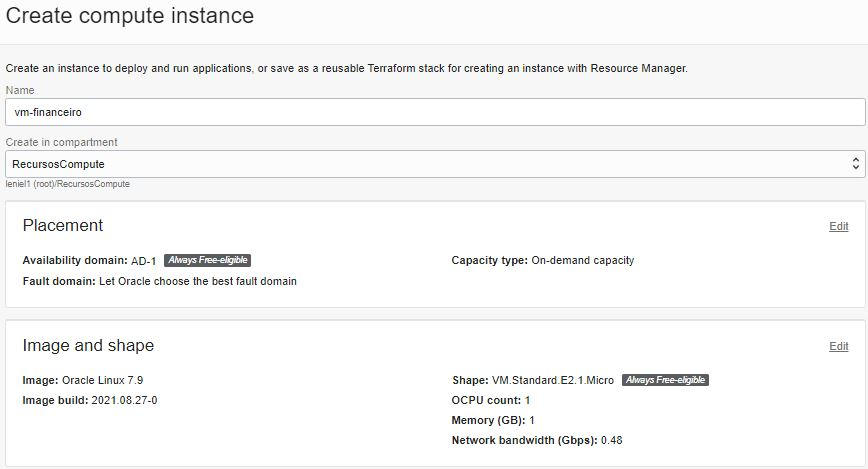 Create compute instance
Create an instance to deploy and run applications, or save as a reusable Terraform stack for creating an instance with Resource Manager.
Name
vm-financeiro
Create in compartment
RecursosCompute
leniel1 (root)/RecursosCompute
Placement
Edit
Availability domain: AD-1 Always Free-eligible
Capacity type: On-demand capacity
Fault domain: Let Oracle choose the best fault domain
Image and shape
Edit
Image: Oracle Linux 7.9
Image build: 2021.08.27-0
Shape: VM.Standard.E2.1.Micro Always Free-eligible
OCPU count: 1
Memory (GB): 1
Network bandwidth (Gbps): 0.48